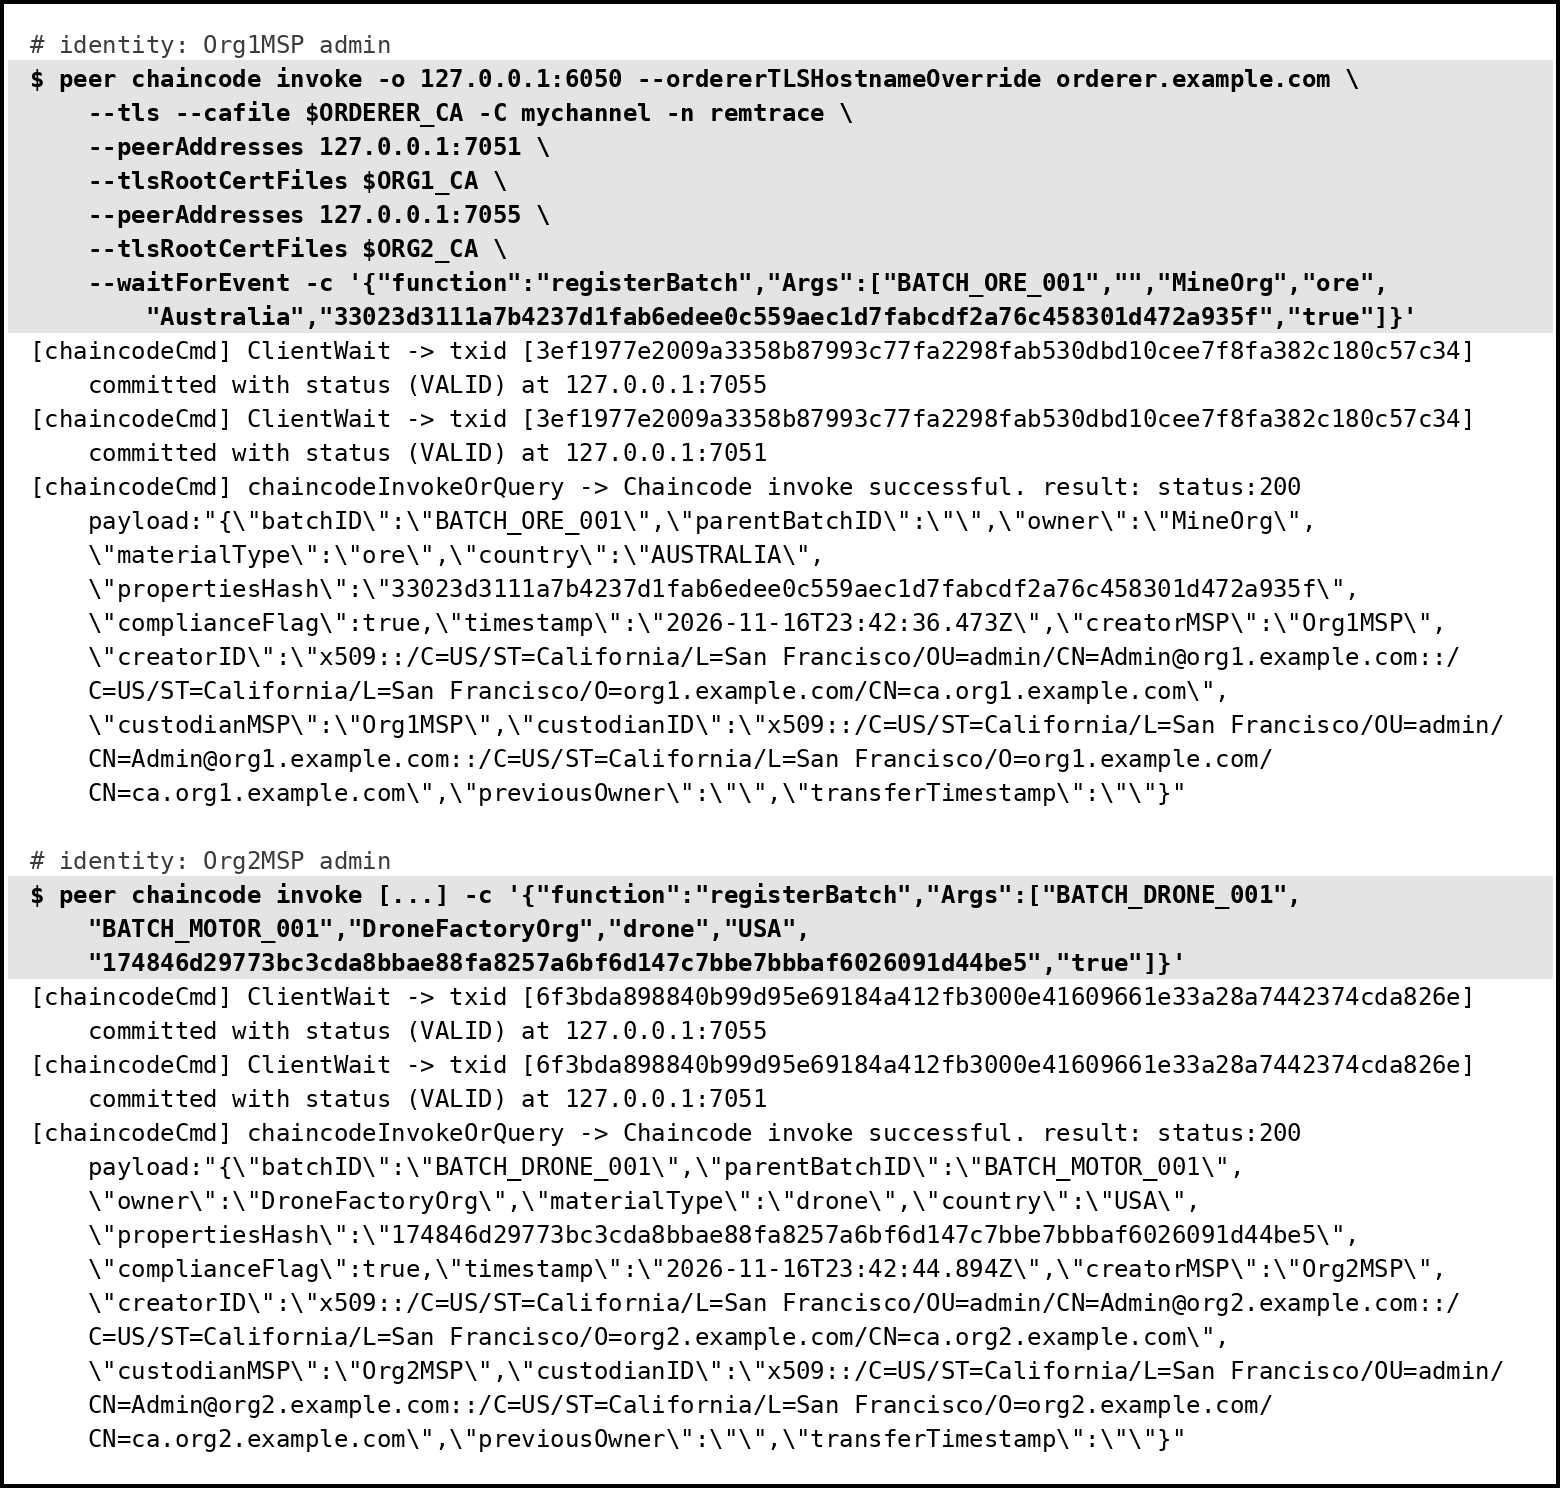 # identity: Org1MSP admin
$ peer chaincode invoke -o 127.0.0.1:6050 --ordererTLSHostnameOverride orderer.example.com \
--tls --cafile $ORDERER_CA -C mychannel -n remtrace \
--peerAddresses 127.0.0.1:7051 \
--tlsRootCertFiles $ORG1_CA \
--peerAddresses 127.0.0.1:7055 \
--tlsRootCertFiles $ORG2_CA \
--waitForEvent -c '{"function":"registerBatch","Args":["BATCH_ORE_001","","MineOrg","ore",
"Australia","33023d3111a7b4237d1fab6edee0c559aec1d7fabcdf2a76c458301d472a935f","true"]}'
[chaincodeCmd] ClientWait -> txid [3ef1977e2009a3358b87993c77fa2298fab530dbd10cee7f8fa382c180c57c34]
committed with status (VALID) at 127.0.0.1:7055
[chaincodeCmd] ClientWait -> txid [3ef1977e2009a3358b87993c77fa2298fab530dbd10cee7f8fa382c180c57c34]
committed with status (VALID) at 127.0.0.1:7051
[chaincodeCmd] chaincodeInvokeOrQuery -> Chaincode invoke successful. result: status:200
payload:"{\"batchID\":\"BATCH_ORE_001\",\"parentBatchID\":\"\",\"owner\":\"MineOrg\",
\"materialType\":\"ore\",\"country\":\"AUSTRALIA\",
\"propertiesHash\":\"33023d3111a7b4237d1fab6edee0c559aec1d7fabcdf2a76c458301d472a935f\",
\"complianceFlag\":true,\"timestamp\":\"2026-11-16T23:42:36.473Z\",\"creatorMSP\":\"Org1MSP\",
\"creatorID\":\"x509::/C=US/ST=California/L=San Francisco/OU=admin/CN=Admin@org1.example.com::/
C=US/ST=California/L=San Francisco/O=org1.example.com/CN=ca.org1.example.com\",
\"custodianMSP\":\"Org1MSP\",\"custodianID\":\"x509::/C=US/ST=California/L=San Francisco/OU=admin/
CN=Admin@org1.example.com::/C=US/ST=California/L=San Francisco/O=org1.example.com/
CN=ca.org1.example.com\",\"previousOwner\":\"\",\"transferTimestamp\":\"\"}"
# identity: Org2MSP admin
$ peer chaincode invoke [...] -c '{"function":"registerBatch","Args":["BATCH_DRONE_001",
"BATCH_MOTOR_001","DroneFactoryOrg","drone","USA",
"174846d29773bc3cda8bbae88fa8257a6bf6d147c7bbe7bbbaf6026091d44be5","true"]}'
[chaincodeCmd] ClientWait -> txid [6f3bda898840b99d95e69184a412fb3000e41609661e33a28a7442374cda826e]
committed with status (VALID) at 127.0.0.1:7055
[chaincodeCmd] ClientWait -> txid [6f3bda898840b99d95e69184a412fb3000e41609661e33a28a7442374cda826e]
committed with status (VALID) at 127.0.0.1:7051
[chaincodeCmd] chaincodeInvokeOrQuery -> Chaincode invoke successful. result: status:200
payload:"{\"batchID\":\"BATCH_DRONE_001\",\"parentBatchID\":\"BATCH_MOTOR_001\",
\"owner\":\"DroneFactoryOrg\",\"materialType\":\"drone\",\"country\":\"USA\",
\"propertiesHash\":\"174846d29773bc3cda8bbae88fa8257a6bf6d147c7bbe7bbbaf6026091d44be5\",
\"complianceFlag\":true,\"timestamp\":\"2026-11-16T23:42:44.894Z\",\"creatorMSP\":\"Org2MSP\",
\"creatorID\":\"x509::/C=US/ST=California/L=San Francisco/OU=admin/CN=Admin@org2.example.com::/
C=US/ST=California/L=San Francisco/O=org2.example.com/CN=ca.org2.example.com\",
\"custodianMSP\":\"Org2MSP\",\"custodianID\":\"x509::/C=US/ST=California/L=San Francisco/OU=admin/
CN=Admin@org2.example.com::/C=US/ST=California/L=San Francisco/O=org2.example.com/
CN=ca.org2.example.com\",\"previousOwner\":\"\",\"transferTimestamp\":\"\"}"